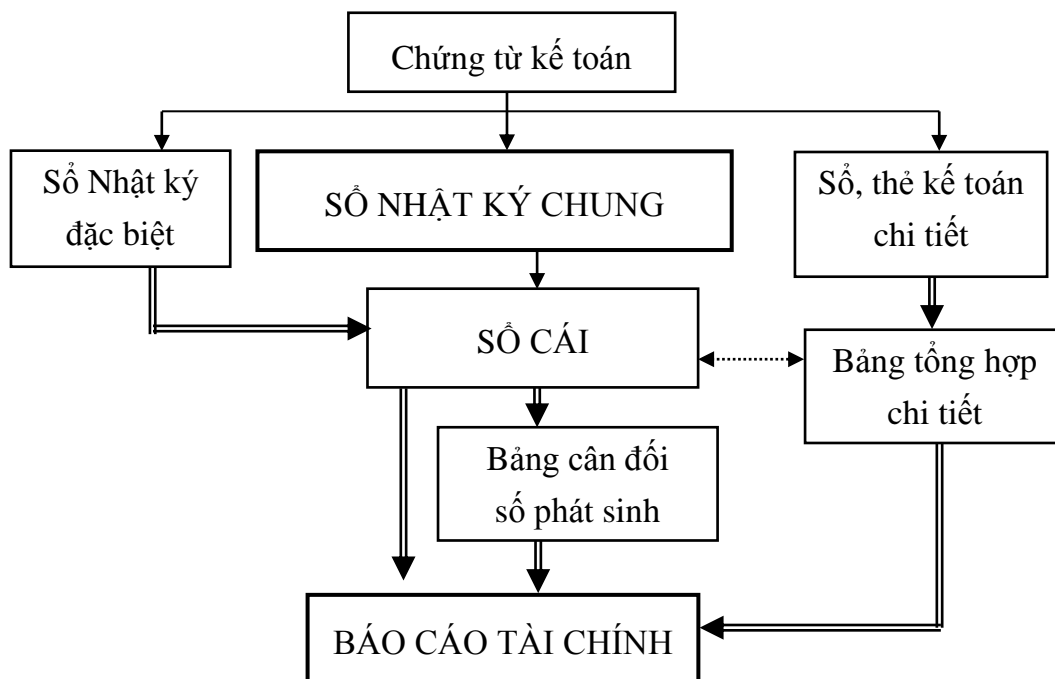 Chứng từ kế toán
Sổ Nhật ký
đặc biệt
SỔ NHẬT KÝ CHUNG
Sổ, thẻ kế toán
chi tiết
SỔ CÁI
Bảng tổng hợp
chi tiết
Bảng cân đối
số phát sinh
BÁO CÁO TÀI CHÍNH